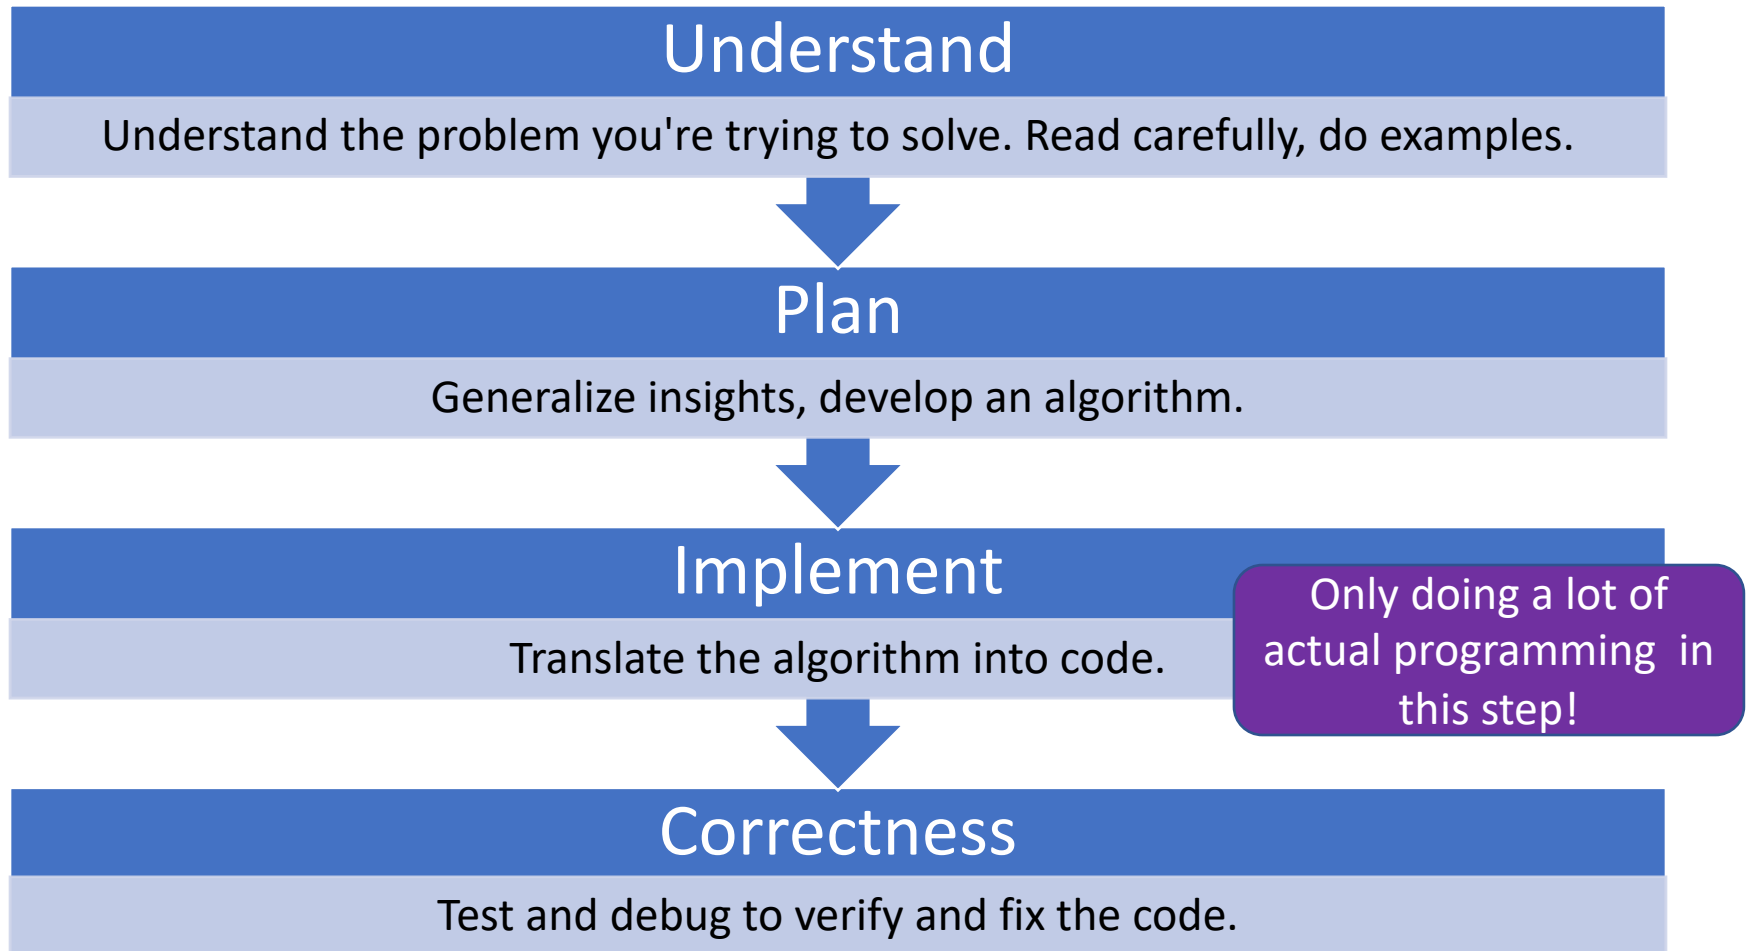 Understand
Understand the problem you're trying to solve. Read carefully, do examples.
Plan
Generalize insights, develop an algorithm.
Implement
Translate the algorithm into code.
Only doing a lot of
actual programming  in
this step!
Correctness
Test and debug to verify and fix the code.